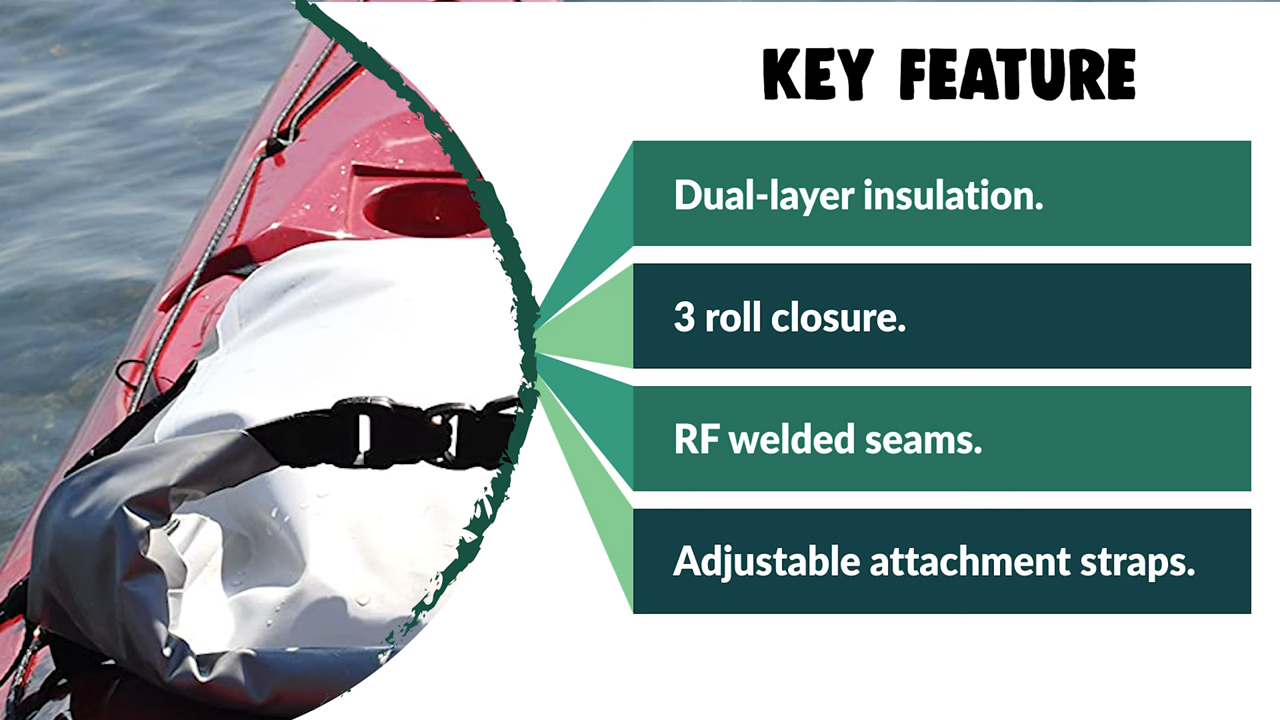 KEY FEATURE
Dual-layer insulation.
3 roll closure.
RF welded seams.
Adjustable attachment straps.